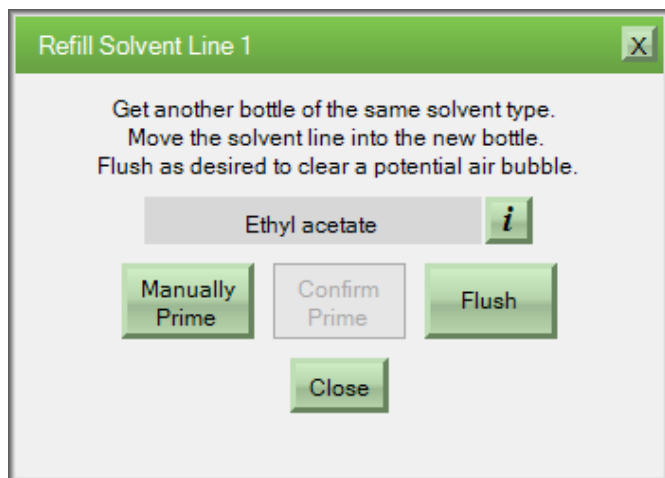 Refill Solvent Line 1
X
Get another bottle of the same solvent type.
Move the solvent line into the new bottle.
Flush as desired to clear a potential air bubble.
Ethyl acetate
i
Manually
Prime
Confirm
Prime
Flush
Close